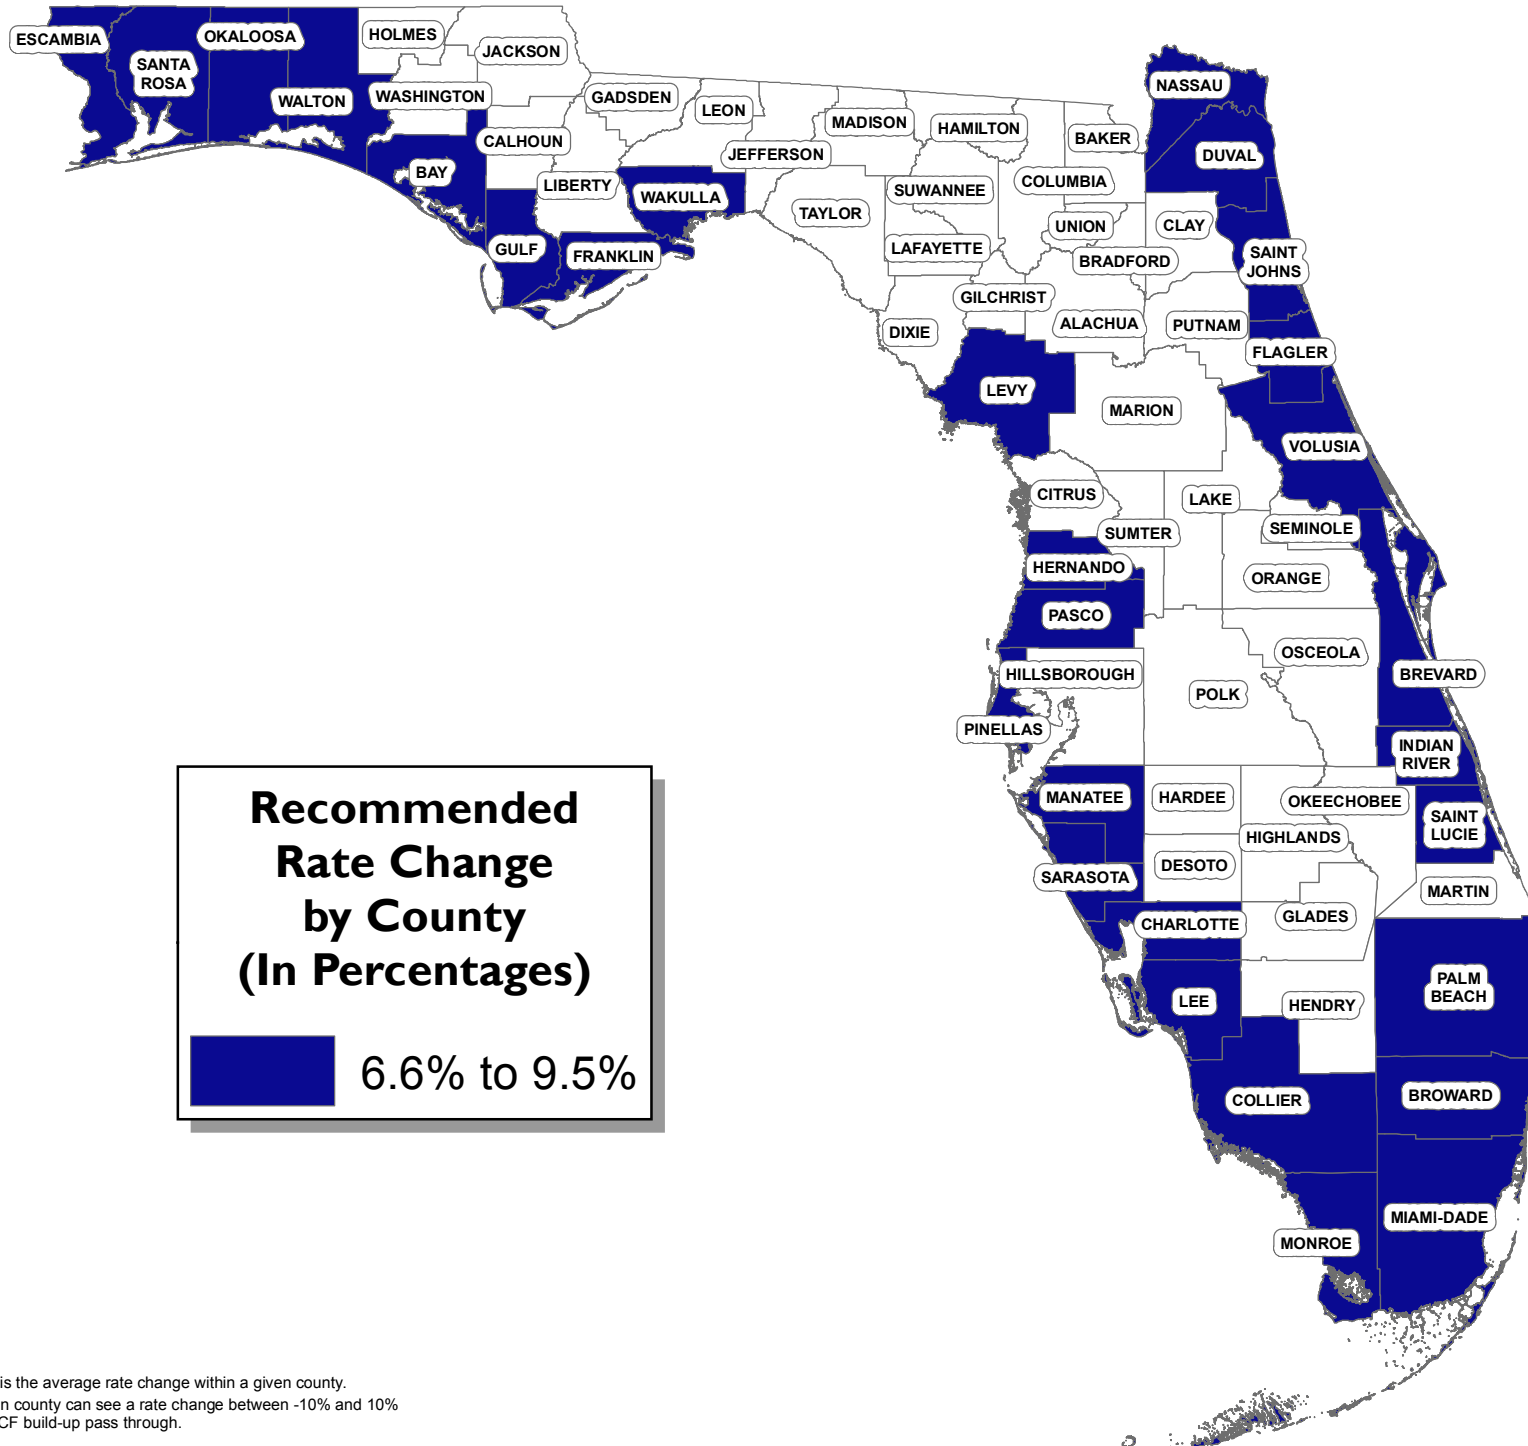 ESCAMBIA
SANTA
ROSA
OKALOOSA
WALTON
HOLMES
JACKSON
WASHINGTON
BAY
CALHOUN
GULF
GADSDEN
LIBERTY
LEON
WAKULLA
FRANKLIN
JEFFERSON
MADISON
TAYLOR
HAMILTON
SUWANNEE
LAFAYETTE
DIXIE
COLUMBIA
BAKER
UNION
BRADFORD
GILCHRIST
ALACHUA
NASSAU
DUVAL
CLAY
SAINT
JOHNS
PUTNAM
FLAGLER
LEVY
MARION
VOLUSIA
CITRUS
LAKE
SUMTER
SEMINOLE
HERNANDO
ORANGE
PASCO
OSCEOLA
HILLSBOROUGH
POLK
BREVARD
PINELLAS
INDIAN
RIVER
MANATEE
HARDEE
OKEECHOBEE
SAINT
LUCIE
HIGHLANDS
DESOTO
SARASOTA
MARTIN
CHARLOTTE
GLADES
LEE
HENDRY
PALM
BEACH
COLLIER
BROWARD
MIAMI-DADE
MONROE
Recommended
Rate Change
by County
(In Percentages)
6.6% to 9.5%
is the average rate change within a given county.
n county can see a rate change between -10% and 10%
CF build-up pass through.